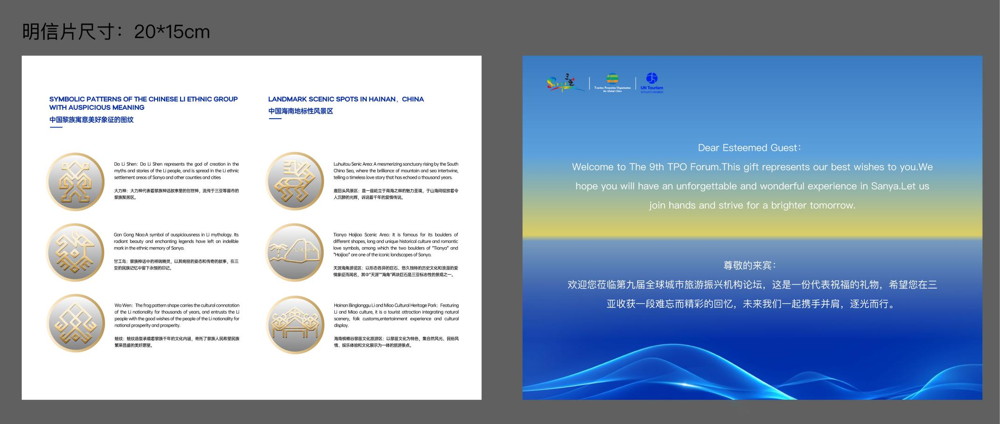 明信片尺寸：20*15cm
SYMBOLIC PATTERNS OF THE CHINESE LI ETHNIC GROUP
WITH AUSPICIOUS MEANING
中国黎族寓意美好象征的图纹
Da Li Shen: Da Li Shen represents the god of creation in the
myths and stories of the Li people, and is spread in the Li ethnic
settlement areas of Sanya and other counties and cities
大力神：大力神代表着黎族神话故事里的创世神，流传于三亚等县市的
黎族聚居区。
Gan Gong Niao:A symbol of auspiciousness in Li mythology. Its
radiant beauty and enchanting legends have left an indelible
mark in the ethnic memory of Sanya.
甘工鸟：黎族神话中的祥瑞精灵，以其绚丽的姿态和传奇的故事，在三
亚的民族记忆中留下永恒的印记。
Wa Wen：The frog pattern shape carries the cultural connotation
of the Li nationality for thousands of years, and entrusts the Li
people with the good wishes of the people of the Li nationality for
national prosperity and prosperity.
蛙纹：蛙纹造型承载着黎族千年的文化内涵，寄托了黎族人民希望民族
繁荣昌盛的美好愿望。
LANDMARK SCENIC SPOTS IN HAINAN，CHINA
中国海南地标性风景区
Luhuitou Senic Area: A mesmerizing sanctuary rising by the South
China Sea, where the brilliance of mountain and sea intertwine,
telling a timeless love story that has echoed a thousand years.
鹿回头风景区：是一座屹立于南海之畔的魅力圣境，于山海间绽放着令
人沉醉的光辉，诉说着千年的爱情传说。
Tianya Haijiao Scenic Area: It is famous for its boulders of
different shapes, long and unique historical culture and romantic
love symbols, among which the two boulders of "Tianya" and
"Haijiao" are one of the iconic landscapes of Sanya.
天涯海角游览区：以形态各异的巨石、悠久独特的历史文化和浪漫的爱
情象征而闻名，其中"天涯""海角"两块巨石是三亚标志性的景观之一。
Hainan Binglanggu Li and Miao Cultural Heritage Park：Featuring
Li and Miao culture, it is a tourist attraction integrating natural
scenery, folk customs,entertainment experience and cultural
display.
海南槟榔谷黎苗文化旅游区：以黎苗文化为特色，集自然风光、民俗风
情、娱乐体验和文化展示为一体的旅游景点。
Sanya 三亚
Tourism Promotion Organization
for Global Cities
UN Tourism
AFFILIATE MEMBER
Dear Esteemed Guest：
Welcome to The 9th TPO Forum.This gift represents our best wishes to you.We
hope you will have an unforgettable and wonderful experience in Sanya.Let us
join hands and strive for a brighter tomorrow.
尊敬的来宾：
欢迎您莅临第九届全球城市旅游振兴机构论坛，这是一份代表祝福的礼物，希望您在三
亚收获一段难忘而精彩的回忆，未来我们一起携手并肩，逐光而行。